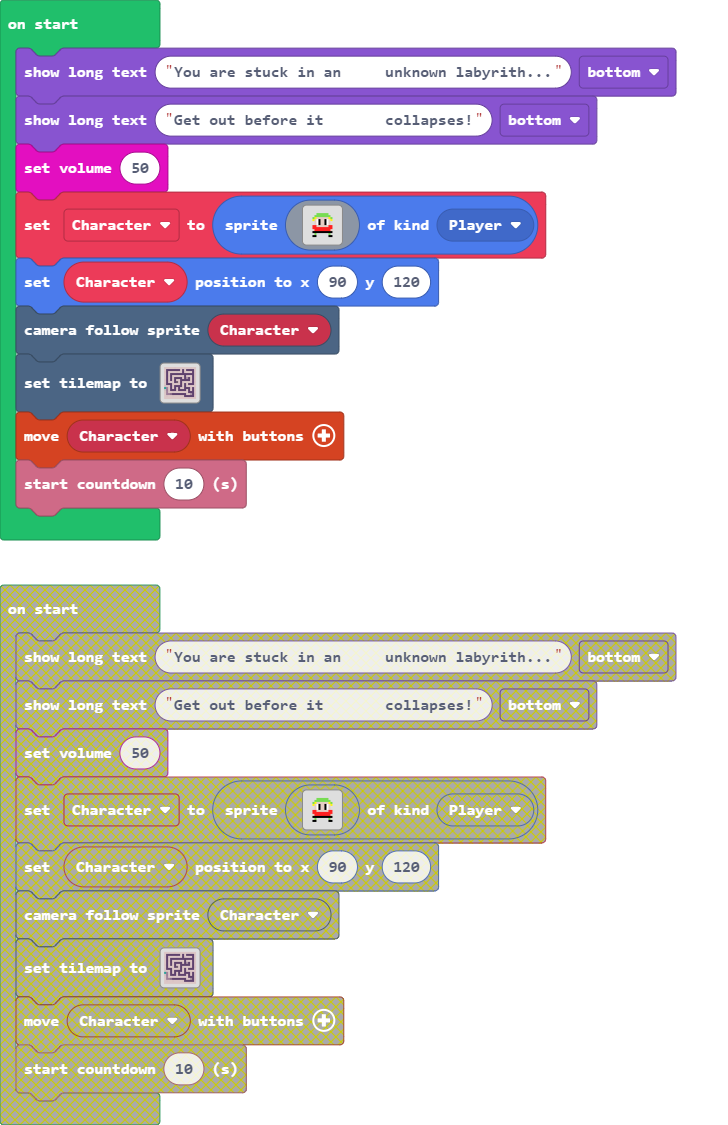 on start
show long text "You are stuck in an     unknown labyrith..." bottom
show long text "Get out before it       collapses!" bottom
set volume 50
set Character to sprite of kind Player
set Character position to x 90 y 120
camera follow sprite Character
set tilemap to
move Character with buttons
start countdown 10 (s)
on start
show long text "You are stuck in an     unknown labyrith..." bottom
show long text "Get out before it       collapses!" bottom
set volume 50
set Character to sprite of kind Player
set Character position to x 90 y 120
camera follow sprite Character
set tilemap to
move Character with buttons
start countdown 10 (s)